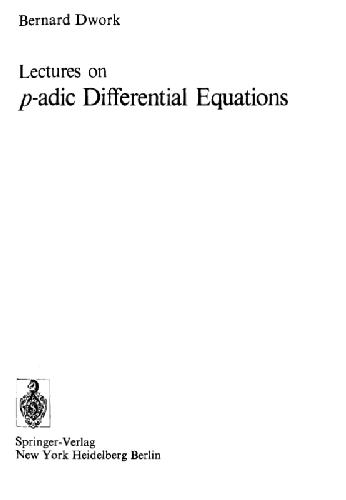 Bernard Dwork
Lectures on
p-adic Differential Equations
Springer-Verlag
New York Heidelberg Berlin